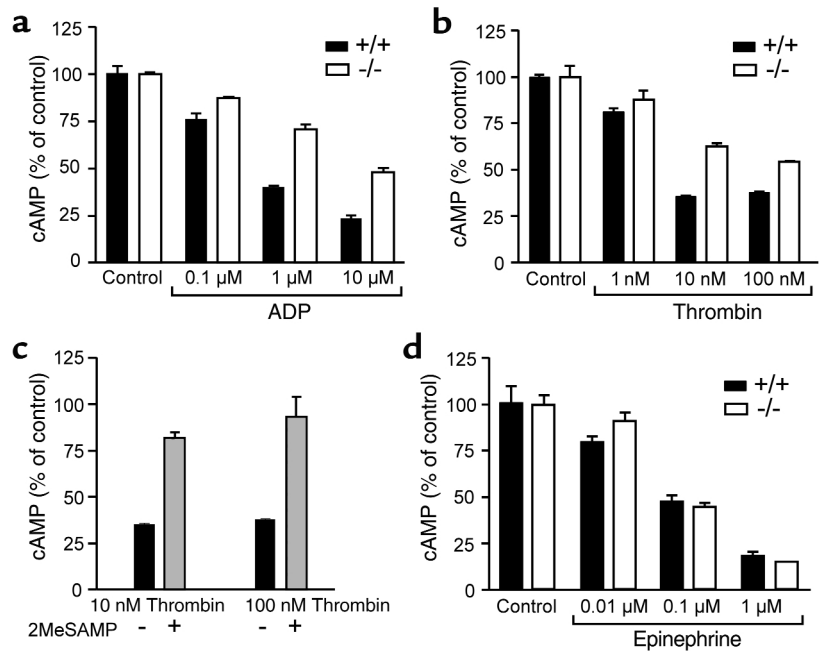 a
125
100
75
50
25
0
cAMP (% of control)
+/+
-/-
Control 0.1 µM 1 µM 10 µM
ADP
b
125
100
75
50
25
0
cAMP (% of control)
+/+
-/-
Control 1 nM 10 nM 100 nM
Thrombin
c
125
100
75
50
25
0
cAMP (% of control)
10 nM Thrombin 100 nM Thrombin
2MeSAMP - + - +
d
125
100
75
50
25
0
cAMP (% of control)
+/+
-/-
Control 0.01 µM 0.1 µM 1 µM
Epinephrine